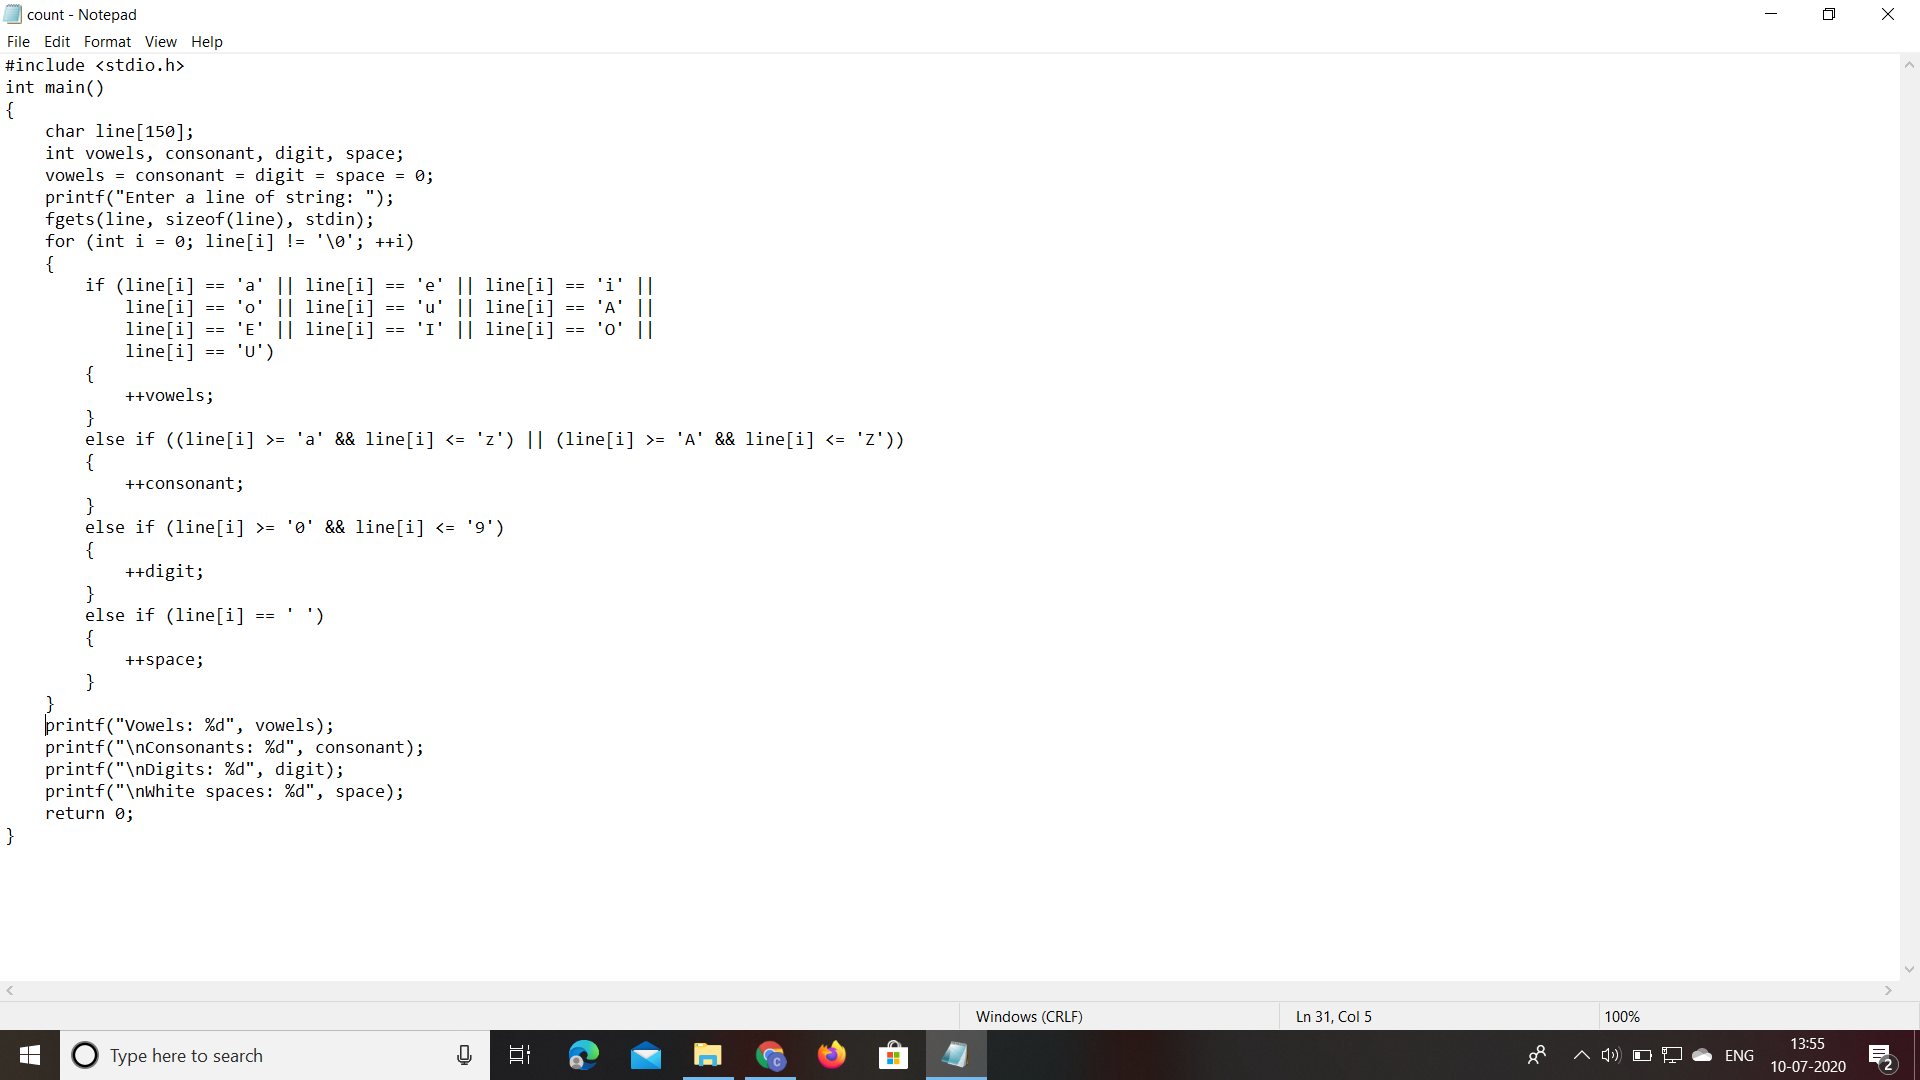 count - Notepad
File Edit Format View Help
#include <stdio.h>
int main()
{
    char line[150];
    int vowels, consonant, digit, space;
    vowels = consonant = digit = space = 0;
    printf("Enter a line of string: ");
    fgets(line, sizeof(line), stdin);
    for (int i = 0; line[i] != '\0'; ++i)
    {
        if (line[i] == 'a' || line[i] == 'e' || line[i] == 'i' ||
            line[i] == 'o' || line[i] == 'u' || line[i] == 'A' ||
            line[i] == 'E' || line[i] == 'I' || line[i] == 'O' ||
            line[i] == 'U')
        {
            ++vowels;
        }
        else if ((line[i] >= 'a' && line[i] <= 'z') || (line[i] >= 'A' && line[i] <= 'Z'))
        {
            ++consonant;
        }
        else if (line[i] >= '0' && line[i] <= '9')
        {
            ++digit;
        }
        else if (line[i] == ' ')
        {
            ++space;
        }
    }
    printf("Vowels: %d", vowels);
    printf("\nConsonants: %d", consonant);
    printf("\nDigits: %d", digit);
    printf("\nWhite spaces: %d", space);
    return 0;
}
Windows (CRLF) Ln 31, Col 5 100%
Type here to search
C
ENG
13:55
10-07-2020
2